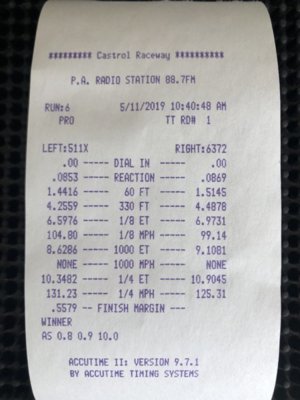 ********* Castrol Raceway **********
P.A. RADIO STATION 88.7FM
RUN:6 5/11/2019 10:40:48 AM
PRO TT RD# 1
LEFT:511X RIGHT:6372
.00 ----- DIAL IN ----- .00
.0853 ----- REACTION ----- .0869
1.4416 ----- 60 FT ----- 1.5145
4.2559 ----- 330 FT ----- 4.4878
6.5976 ----- 1/8 ET ----- 6.9731
104.80 ----- 1/8 MPH ----- 99.14
8.6286 ----- 1000 ET ----- 9.1081
NONE ----- 1000 MPH ----- NONE
10.3482 ----- 1/4 ET ----- 10.9045
131.23 ----- 1/4 MPH ----- 125.31
.5579 -- FINISH MARGIN ---
WINNER
AS 0.8 0.9 10.0
ACCUTIME II: VERSION 9.7.1
BY ACCUTIME TIMING SYSTEMS